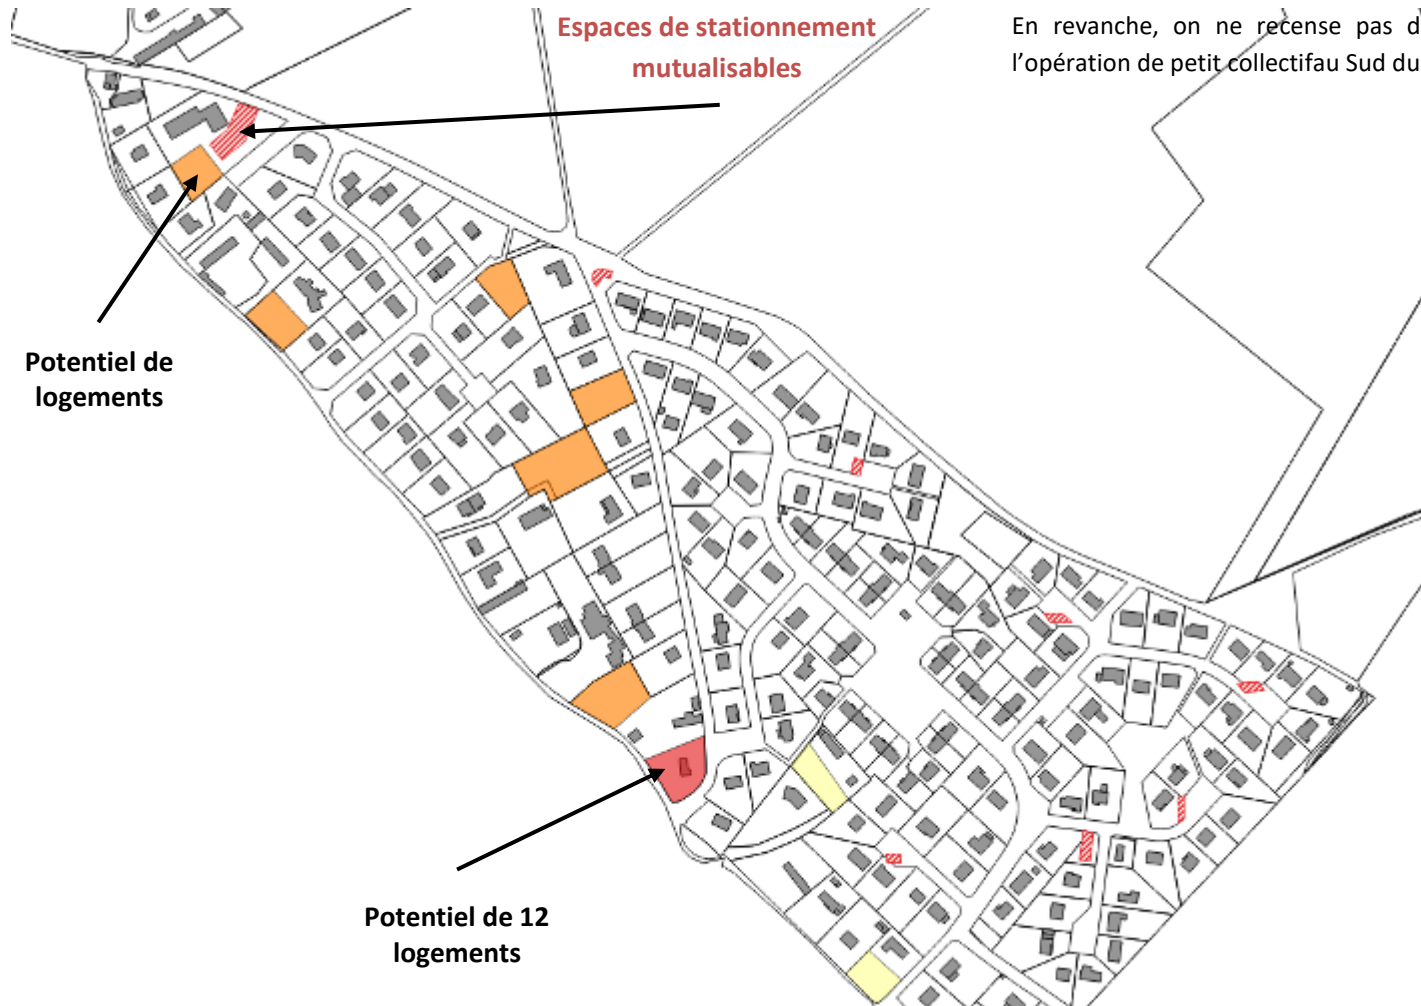 Espaces de stationnement
mutualisables
En revanche, on ne recense pas d
l’opération de petit collectifau Sud du
Potentiel de
logements
Potentiel de 12
logements